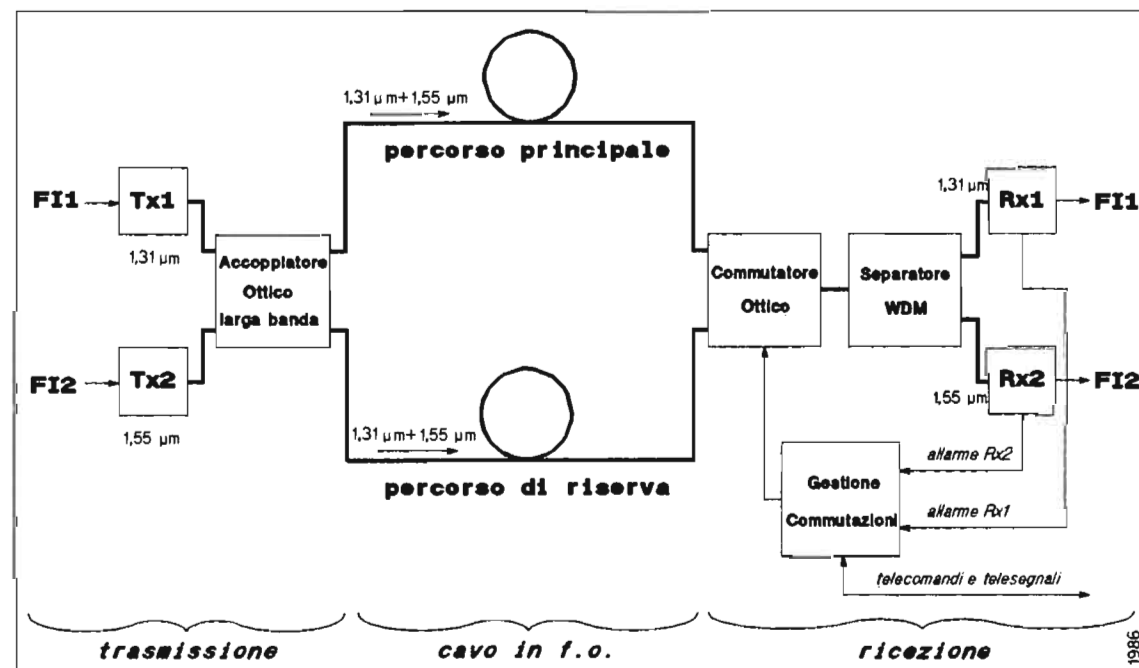 1,31 µm+1,55 µm
percorso principale
FI1
Tx1
1,31 µm
Accoppiatore
Ottico
larga banda
FI2
Tx2
1,55 µm
1,31 µm+1,55 µm
percorso di riserva
Commutatore
Ottico
Separatore
WDM
1,31 µm
Rx1
FI1
1,55 µm
Rx2
FI2
allarme Rx2
Gestione
Commutazioni
allarme Rx1
telecomandi e telesegnali
trasmissione
cavo in f.o.
ricezione
1986